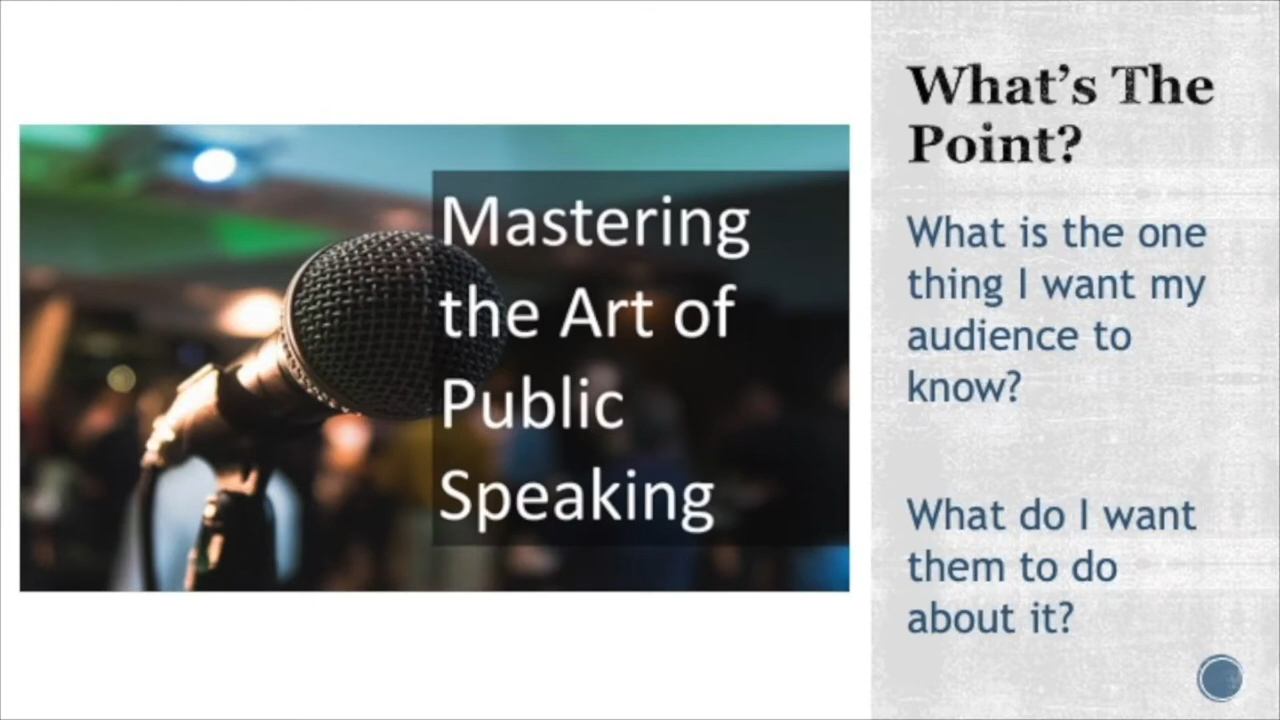 Mastering
the Art of
Public
Speaking
What's The
Point?
What is the one
thing I want my
audience to
know?
What do I want
them to do
about it?